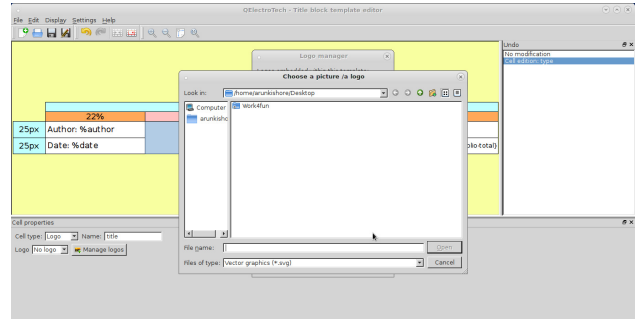 QElectroTech - Title block template editor
File Edit Display Settings Help
Logo manager
Undo
No modification
Cell edition: type
Choose a picture / a logo
Look in: /home/arunkishore/Desktop
Computer
arunkisho
Work4fun
22%
25px Author: %author
25px Date: %date
olio-total}
Cell properties
Cell type: Logo Name: title
Logo No logo Manage logos
File name: Open
Files of type: Vector graphics (*.svg) Cancel